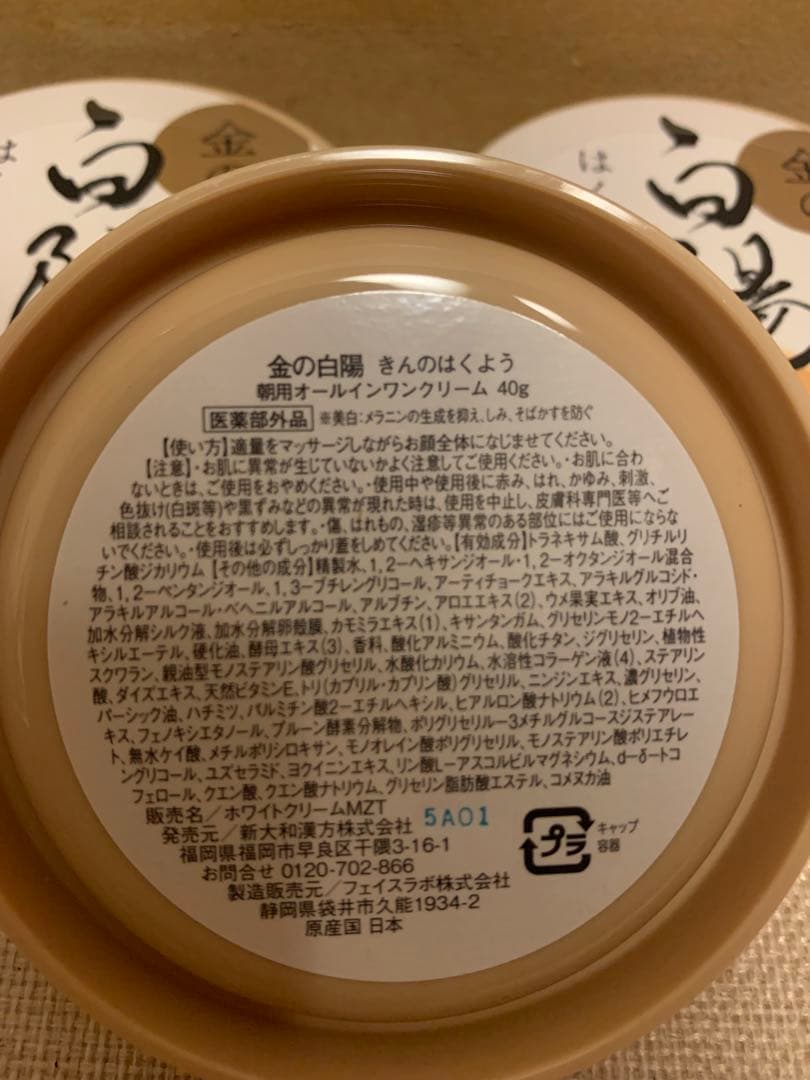 金の
白陽
は
金の
白陽
はく
金の白陽 きんのはくよう
朝用オールインワンクリーム 40g
医薬部外品 ※美白:メラニンの生成を抑え、しみ、そばかすを防ぐ
【使い方】適量をマッサージしながらお顔全体になじませてください。
【注意】・お肌に異常が生じていないかよく注意してご使用ください。・お肌に合わ
ないときは、ご使用をおやめください。・使用中や使用後に赤み、はれ、かゆみ、刺激、
色抜け(白斑等)や黒ずみなどの異常が現れた時は、使用を中止し、皮膚科専門医等へご
相談されることをおすすめします。・傷、はれもの、湿疹等異常のある部位にはご使用にならな
いでください。・使用後は必ずしっかり蓋をしめてください。【有効成分】トラネキサム酸、グリチルリ
チン酸ジカリウム 【その他の成分】精製水、1,2ーヘキサンジオール・1,2ーオクタンジオール混合
物、1,2ーペンタンジオール、1,3ーブチレングリコール、アーティチョークエキス、アラキルグルコシド・
アラキルアルコール・ベヘニルアルコール、アルブチン、アロエエキス(2)、ウメ果実エキス、オリブ油、
加水分解シルク液、加水分解卵殻膜、カモミラエキス(1)、キサンタンガム、グリセリンモノ2ーエチルヘ
キシルエーテル、硬化油、酵母エキス(3)、香料、酸化アルミニウム、酸化チタン、ジグリセリン、植物性
スクワラン、親油型モノステアリン酸グリセリル、水酸化カリウム、水溶性コラーゲン液(4)、ステアリン
酸、ダイズエキス、天然ビタミンE、トリ(カプリル・カプリン酸)グリセリル、ニンジンエキス、濃グリセリン、
パーシック油、ハチミツ、パルミチン酸2ーエチルヘキシル、ヒアルロン酸ナトリウム(2)、ヒメフウロエ
キス、フェノキシエタノール、プルーン酵素分解物、ポリグリセリルー3メチルグルコースジステアレー
ト、無水ケイ酸、メチルポリシロキサン、モノオレイン酸ポリグリセリル、モノステアリン酸ポリエチレ
ングリコール、ユズセラミド、ヨクイニンエキス、リン酸Lーアスコルビルマグネシウム、dーδートコ
フェロール、クエン酸、クエン酸ナトリウム、グリセリン脂肪酸エステル、コメヌカ油
販売名/ホワイトクリームMZT 5A01
発売元/新大和漢方株式会社
福岡県福岡市早良区干隈3-16-1
お問合せ 0120-702-866
製造販売元/フェイスラボ株式会社
静岡県袋井市久能1934-2
原産国 日本
プラ
キャップ
容器